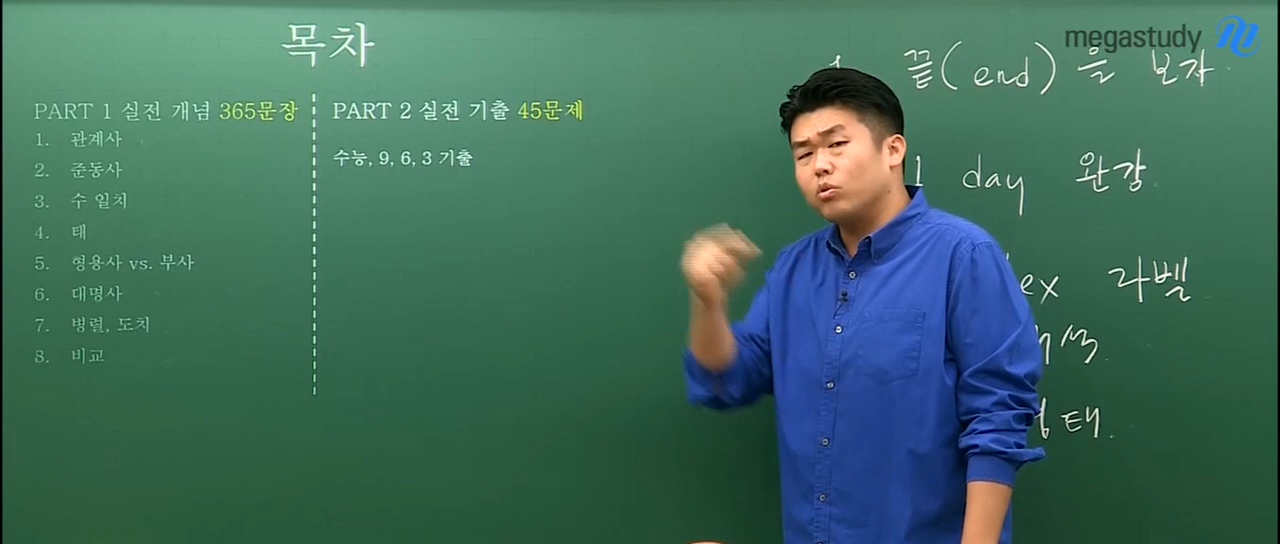 목차
PART 1 실전 개념 365문장
1. 관계사
2. 준동사
3. 수 일치
4. 태
5. 형용사 vs. 부사
6. 대명사
7. 병렬, 도치
8. 비교
PART 2 실전 기출 45문제
수능, 9, 6, 3 기출
megastudy
끝(end)을 보자
1 day 완강
라벨